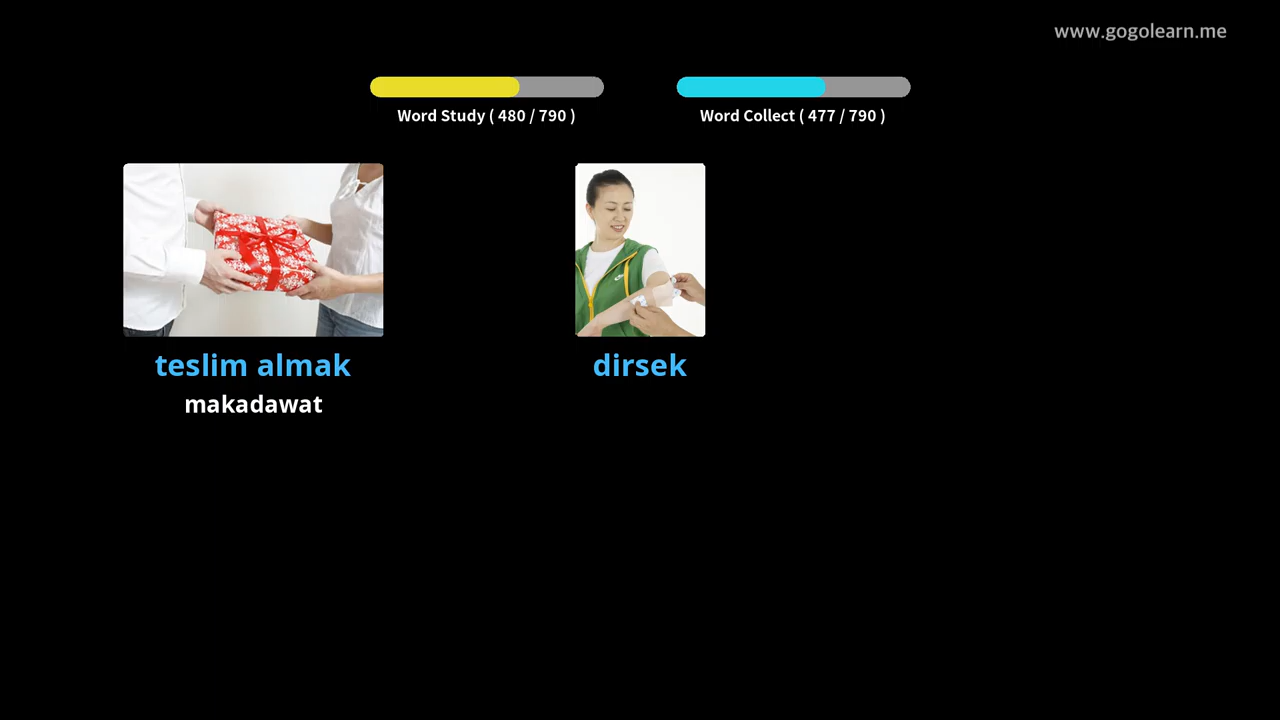 www.gogolearn.me
Word Study ( 480 / 790 )
Word Collect ( 477 / 790 )
teslim almak
makadawat
dirsek